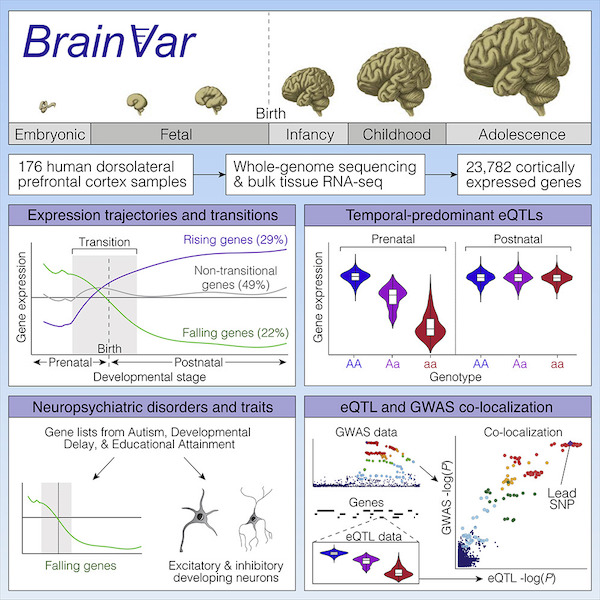 BrainVar
Birth
Embryonic
Fetal
Infancy
Childhood
Adolescence
176 human dorsolateral
prefrontal cortex samples
Whole-genome sequencing
& bulk tissue RNA-seq
23,782 cortically
expressed genes
Expression trajectories and transitions
Gene expression
Transition
Rising genes (29%)
Non-transitional
genes (49%)
Falling genes (22%)
Birth
Prenatal
Postnatal
Developmental stage
Temporal-predominant eQTLs
Prenatal
Postnatal
Gene expression
AA
Aa
aa
AA
Aa
aa
Genotype
Neuropsychiatric disorders and traits
Gene lists from Autism, Developmental
Delay, & Educational Attainment
Falling genes
Excitatory & inhibitory
developing neurons
eQTL and GWAS co-localization
GWAS data
Genes
eQTL data
Co-localization
GWAS -log(P)
Lead
SNP
eQTL -log(P)